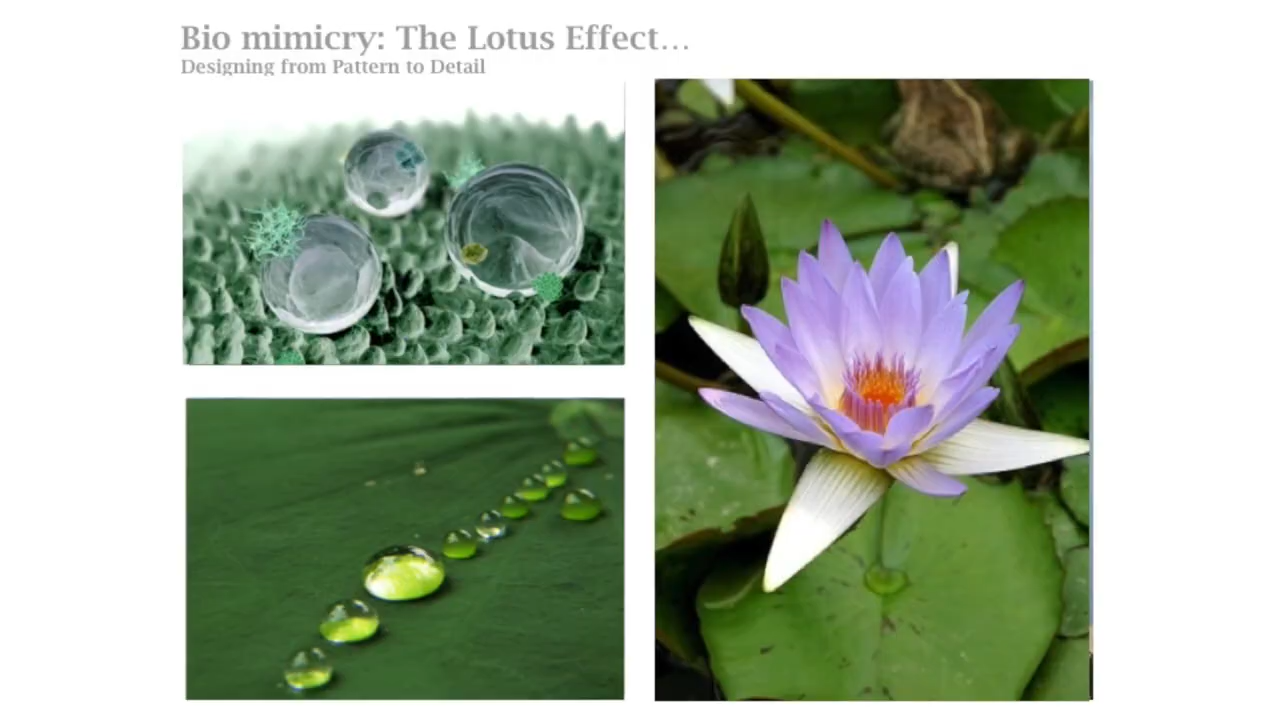 Bio mimicry: The Lotus Effect...
Designing from Pattern to Detail